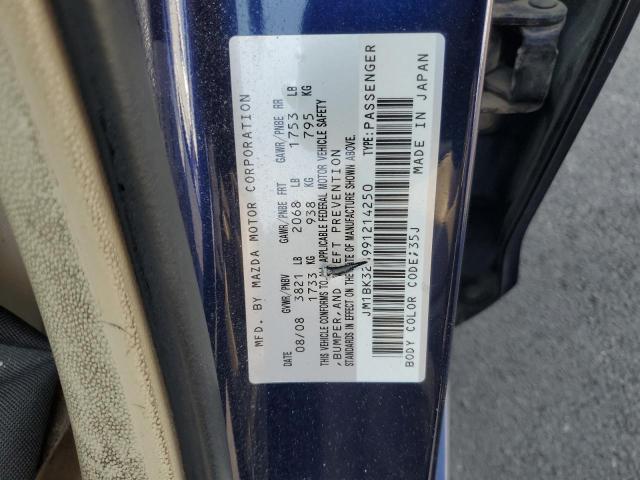 MFD. BY MAZDA MOTOR CORPORATION
DATE GVWR/PNBV GAWR/PNBE FRT GAWR/PNBE RR
08/08 3821 LB 2068 LB 1753 LB
1733 KG 938 KG 795 KG
THIS VEHICLE CONFORMS TO ALL APPLICABLE FEDERAL MOTOR VEHICLE SAFETY
, BUMPER, AND THEFT PREVENTION
STANDARDS IN EFFECT ON THE DATE OF MANUFACTURE SHOWN ABOVE.
TYPE:PASSENGER
BODY COLOR CODE:35J MADE IN JAPAN